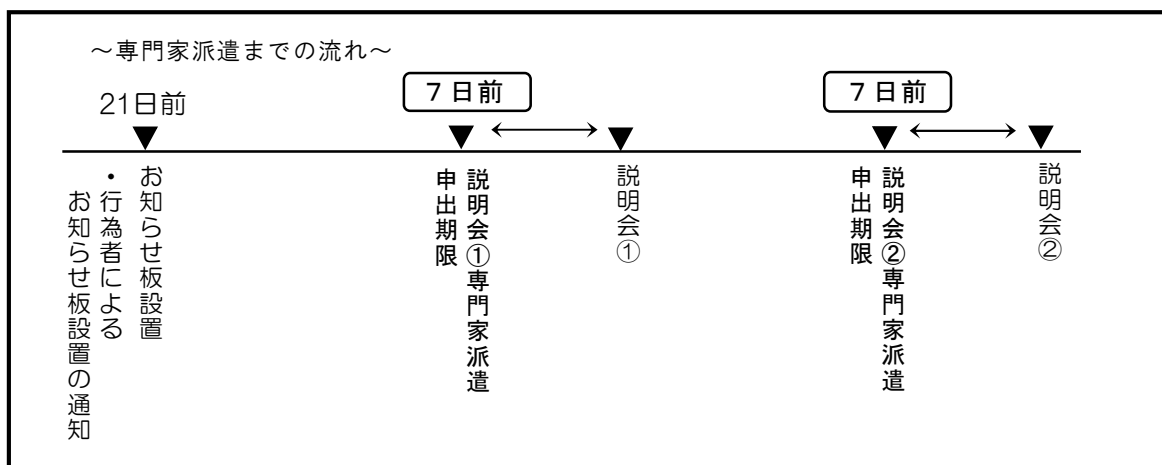 ～専門家派遣までの流れ～
21日前
７日前
７日前
お知らせ板設置
・行為者による
お知らせ板設置の通知
説明会①専門家派遣
申出期限
説明会①
説明会②専門家派遣
申出期限
説明会②